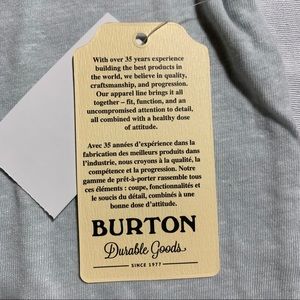 With over 35 years experience
building the best products in
the world, we believe in quality,
craftsmanship, and progression.
Our apparel line brings it all
together – fit, function, and an
uncompromised attention to detail,
all combined with a healthy dose
of attitude.
Avec 35 années d'expérience dans la
fabrication des meilleurs produits dans
l'industrie, nous croyons à la qualité, la
compétence et la progression. Notre
gamme de prêt-à-porter rassemble tous
ces éléments : coupe, fonctionnalités et
le soucis du détail, combinés à une
bonne dose d'attitude.
BURTON
Durable Goods
SINCE 1977